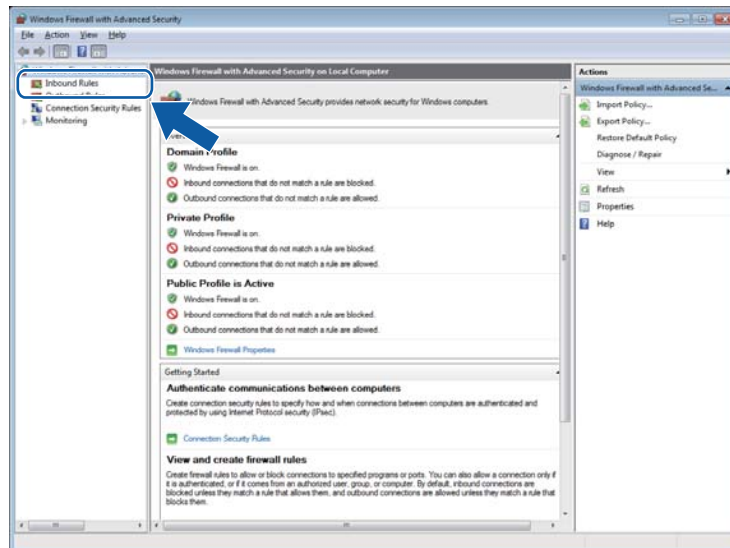 Windows Firewall with Advanced Security
File Action View Help
Inbound Rules
Connection Security Rules
Monitoring
Windows Firewall with Advanced Security on Local Computer
Windows Firewall with Advanced Security provides network security for Windows computers.
Domain Profile
Windows Firewall is on.
Inbound connections that do not match a rule are blocked.
Outbound connections that do not match a rule are allowed.
Private Profile
Windows Firewall is on.
Inbound connections that do not match a rule are blocked.
Outbound connections that do not match a rule are allowed.
Public Profile is Active
Windows Firewall is on.
Inbound connections that do not match a rule are blocked.
Outbound connections that do not match a rule are allowed.
Windows Firewall Properties
Getting Started
Authenticate communications between computers
Create connection security rules to specify how and when connections between computers are authenticated and
protected by using Internet Protocol security (IPsec).
Connection Security Rules
View and create firewall rules
Create firewall rules to allow or block connections to specified programs or ports. You can also allow a connection only if
it is authenticated, or if it comes from an authorized user, group, or computer. By default, inbound connections are
blocked unless they match a rule that allows them, and outbound connections are allowed unless they match a rule that
blocks them.
Actions
Windows Firewall with Advanced Se...
Import Policy...
Export Policy...
Restore Default Policy
Diagnose / Repair
View
Refresh
Properties
Help